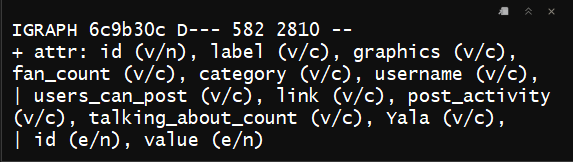 IGRAPH 6c9b30c D--- 582 2810 --
+ attr: id (v/n), label (v/c), graphics (v/c),
fan_count (v/c), category (v/c), username (v/c),
| users_can_post (v/c), link (v/c), post_activity
(v/c), talking_about_count (v/c), Yala (v/c),
| id (e/n), value (e/n)